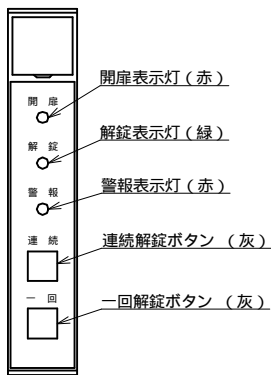 開 扉
開扉表示灯（赤）
解 錠
解錠表示灯（緑）
警 報
警報表示灯（赤）
連 続
連続解錠ボタン （灰）
一 回
一回解錠ボタン （灰）